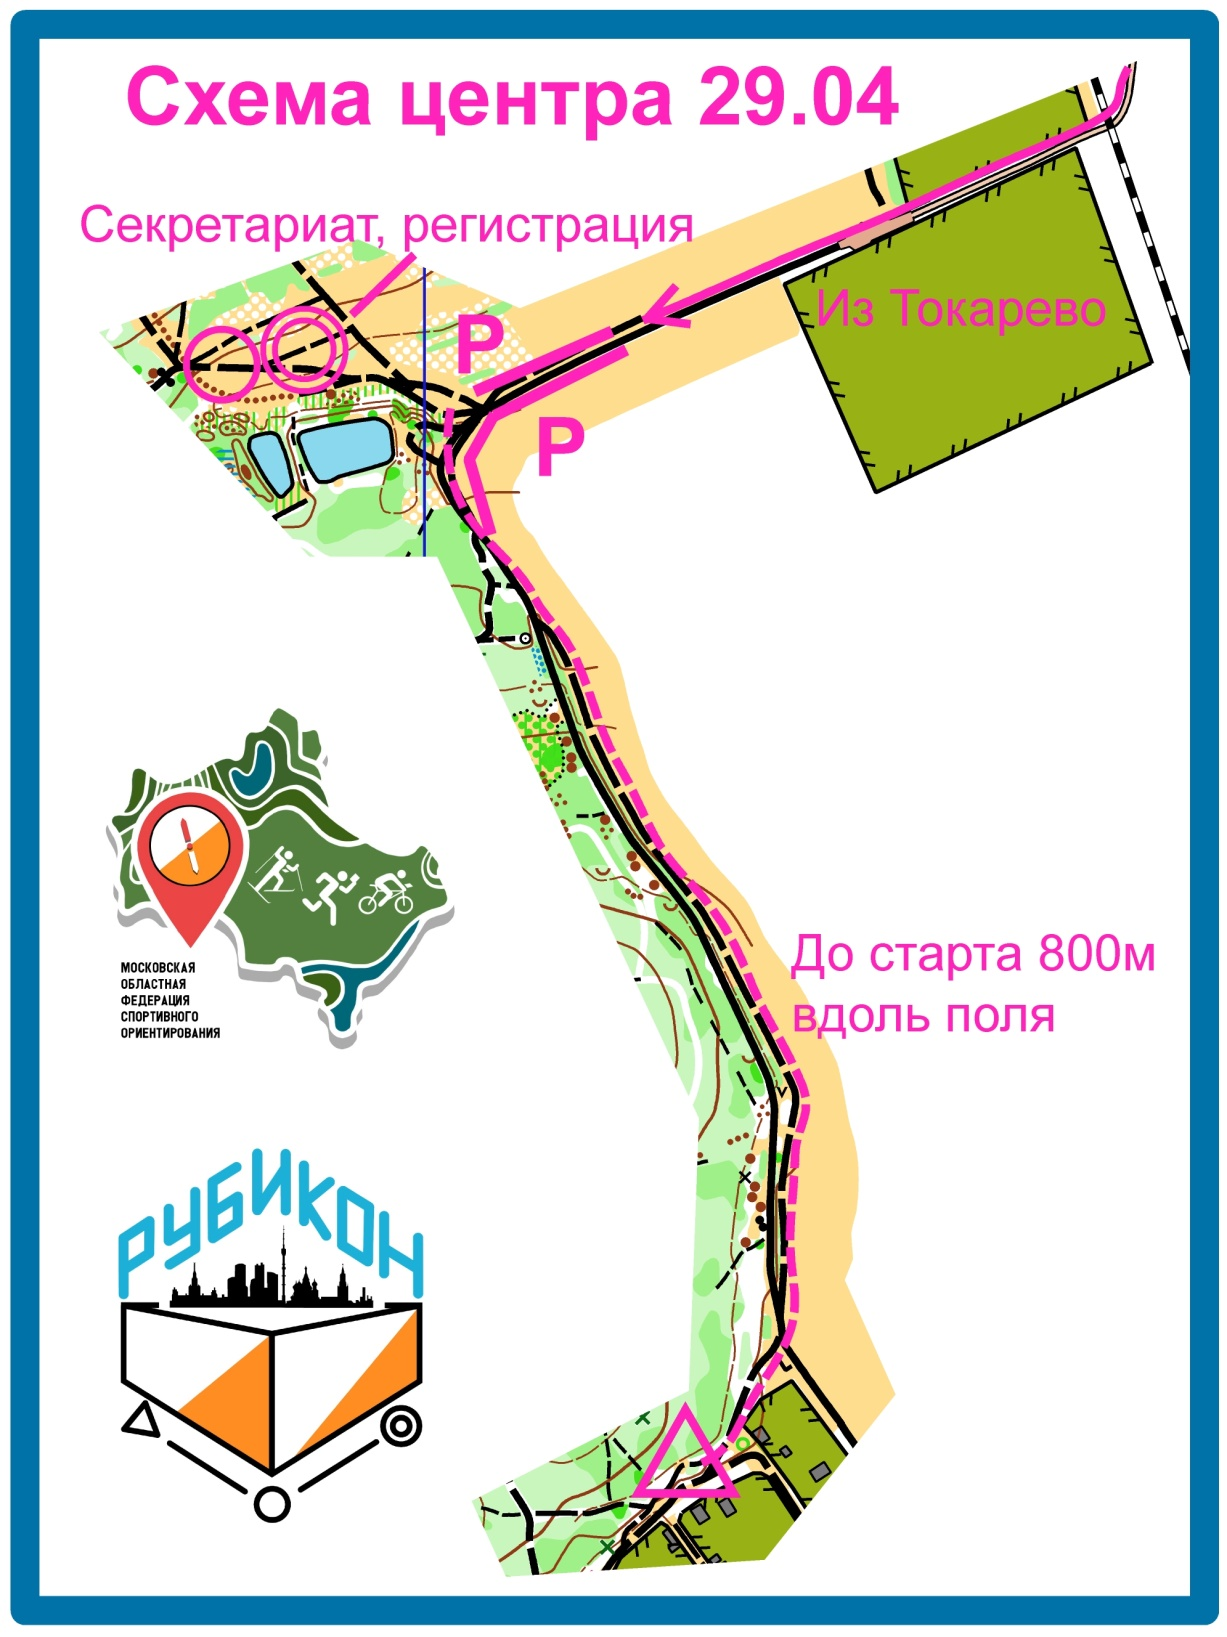 Схема центра 29.04
Секретариат, регистрация
P
Из Токарево
P
До старта 800м
вдоль поля
МОСКОВСКАЯ
ОБЛАСТНАЯ
ФЕДЕРАЦИЯ
СПОРТИВНОГО
ОРИЕНТИРОВАНИЯ
РУБИКОН